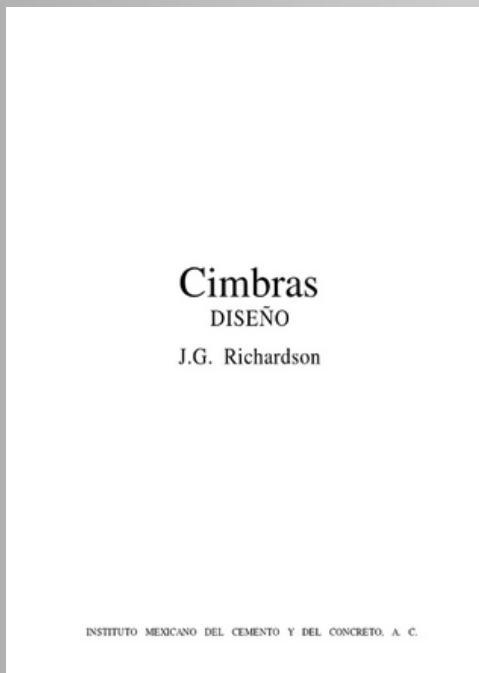 Cimbras
DISEÑO
J.G. Richardson
INSTITUTO MEXICANO DEL CEMENTO Y DEL CONCRETO. A. C.